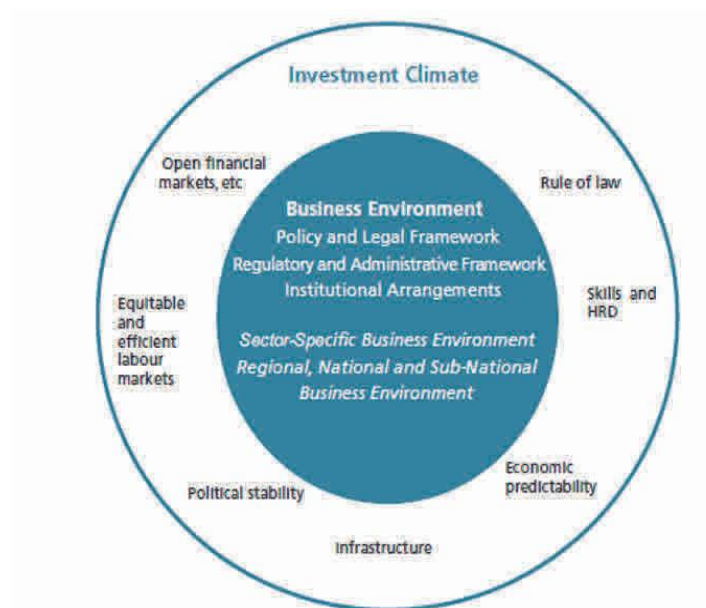 Investment Climate
Open financial
markets, etc
Rule of law
Business Environment
Policy and Legal Framework
Regulatory and Administrative Framework
Institutional Arrangements
Sector-Specific Business Environment
Regional, National and Sub-National
Business Environment
Equitable
and
efficient
labour
markets
Skills and
HRD
Political stability
Economic
predictability
Infrastructure